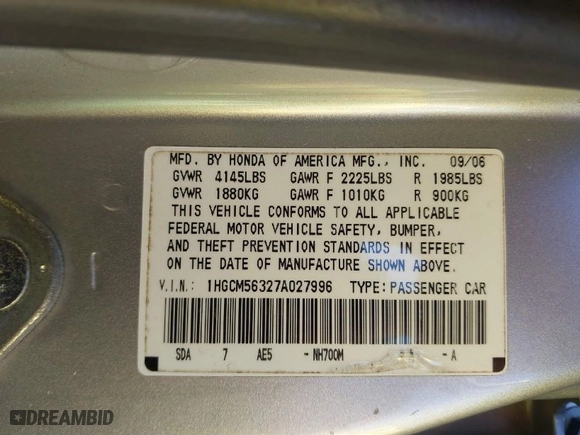 MFD. BY HONDA OF AMERICA MFG., INC. 09/06
GVWR 4145LBS GAWR F 2225LBS R 1985LBS
GVWR 1880KG GAWR F 1010KG R 900KG
THIS VEHICLE CONFORMS TO ALL APPLICABLE
FEDERAL MOTOR VEHICLE SAFETY, BUMPER,
AND THEFT PREVENTION STANDARDS IN EFFECT
ON THE DATE OF MANUFACTURE SHOWN ABOVE.
V.I.N.: 1HGCM56327A027996 TYPE: PASSENGER CAR
SDA 7 AE5 -NH700M -A
DREAMBID